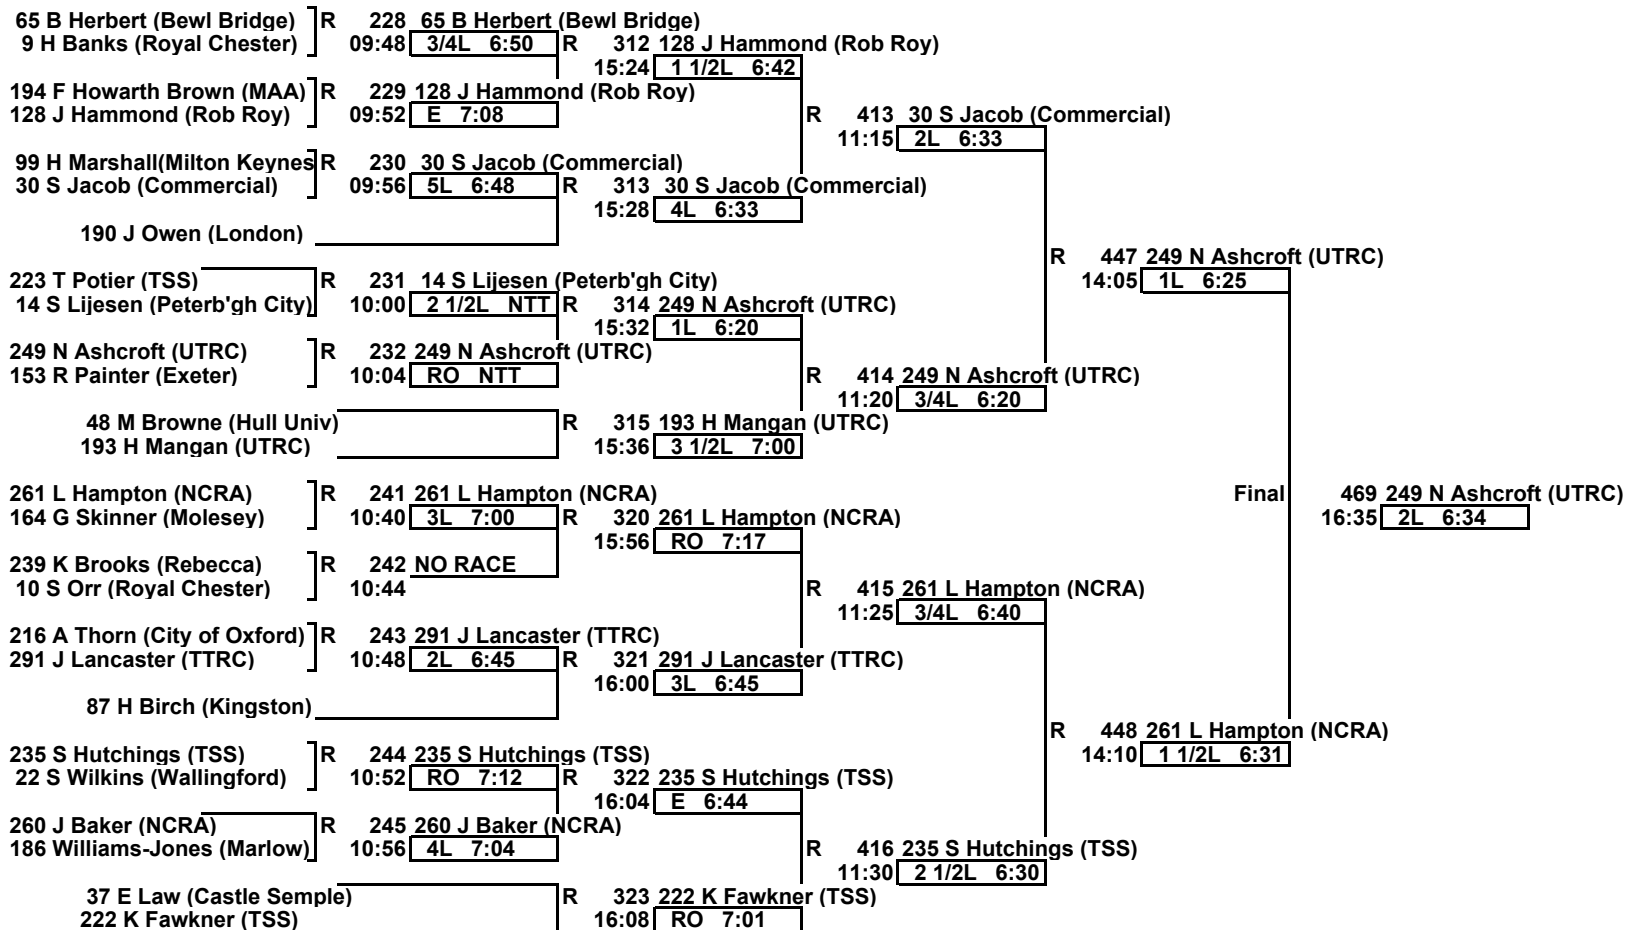 65 B Herbert (Bewl Bridge) R 228 65 B Herbert (Bewl Bridge)
9 H Banks (Royal Chester) 09:48 3/4L 6:50 R 312 128 J Hammond (Rob Roy)
15:24 1 1/2L 6:42
194 F Howarth Brown (MAA) R 229 128 J Hammond (Rob Roy)
128 J Hammond (Rob Roy) 09:52 E 7:08 R 413 30 S Jacob (Commercial)
11:15 2L 6:33
99 H Marshall(Milton Keynes R 230 30 S Jacob (Commercial)
30 S Jacob (Commercial) 09:56 5L 6:48 R 313 30 S Jacob (Commercial)
15:28 4L 6:33
190 J Owen (London)
R 447 249 N Ashcroft (UTRC)
223 T Potier (TSS) R 231 14 S Lijesen (Peterb'gh City) 14:05 1L 6:25
14 S Lijesen (Peterb'gh City) 10:00 2 1/2L NTT R 314 249 N Ashcroft (UTRC)
15:32 1L 6:20
249 N Ashcroft (UTRC) R 232 249 N Ashcroft (UTRC)
153 R Painter (Exeter) 10:04 RO NTT R 414 249 N Ashcroft (UTRC)
11:20 3/4L 6:20
48 M Browne (Hull Univ) R 315 193 H Mangan (UTRC)
193 H Mangan (UTRC) 15:36 3 1/2L 7:00
261 L Hampton (NCRA) R 241 261 L Hampton (NCRA) Final 469 249 N Ashcroft (UTRC)
164 G Skinner (Molesey) 10:40 3L 7:00 R 320 261 L Hampton (NCRA) 16:35 2L 6:34
15:56 RO 7:17
239 K Brooks (Rebecca) R 242 NO RACE
10 S Orr (Royal Chester) 10:44 R 415 261 L Hampton (NCRA)
11:25 3/4L 6:40
216 A Thorn (City of Oxford) R 243 291 J Lancaster (TTRC)
291 J Lancaster (TTRC) 10:48 2L 6:45 R 321 291 J Lancaster (TTRC)
16:00 3L 6:45
87 H Birch (Kingston)
R 448 261 L Hampton (NCRA)
235 S Hutchings (TSS) R 244 235 S Hutchings (TSS) 14:10 1 1/2L 6:31
22 S Wilkins (Wallingford) 10:52 RO 7:12 R 322 235 S Hutchings (TSS)
16:04 E 6:44
260 J Baker (NCRA) R 245 260 J Baker (NCRA)
186 Williams-Jones (Marlow) 10:56 4L 7:04 R 416 235 S Hutchings (TSS)
11:30 2 1/2L 6:30
37 E Law (Castle Semple) R 323 222 K Fawkner (TSS)
222 K Fawkner (TSS) 16:08 RO 7:01